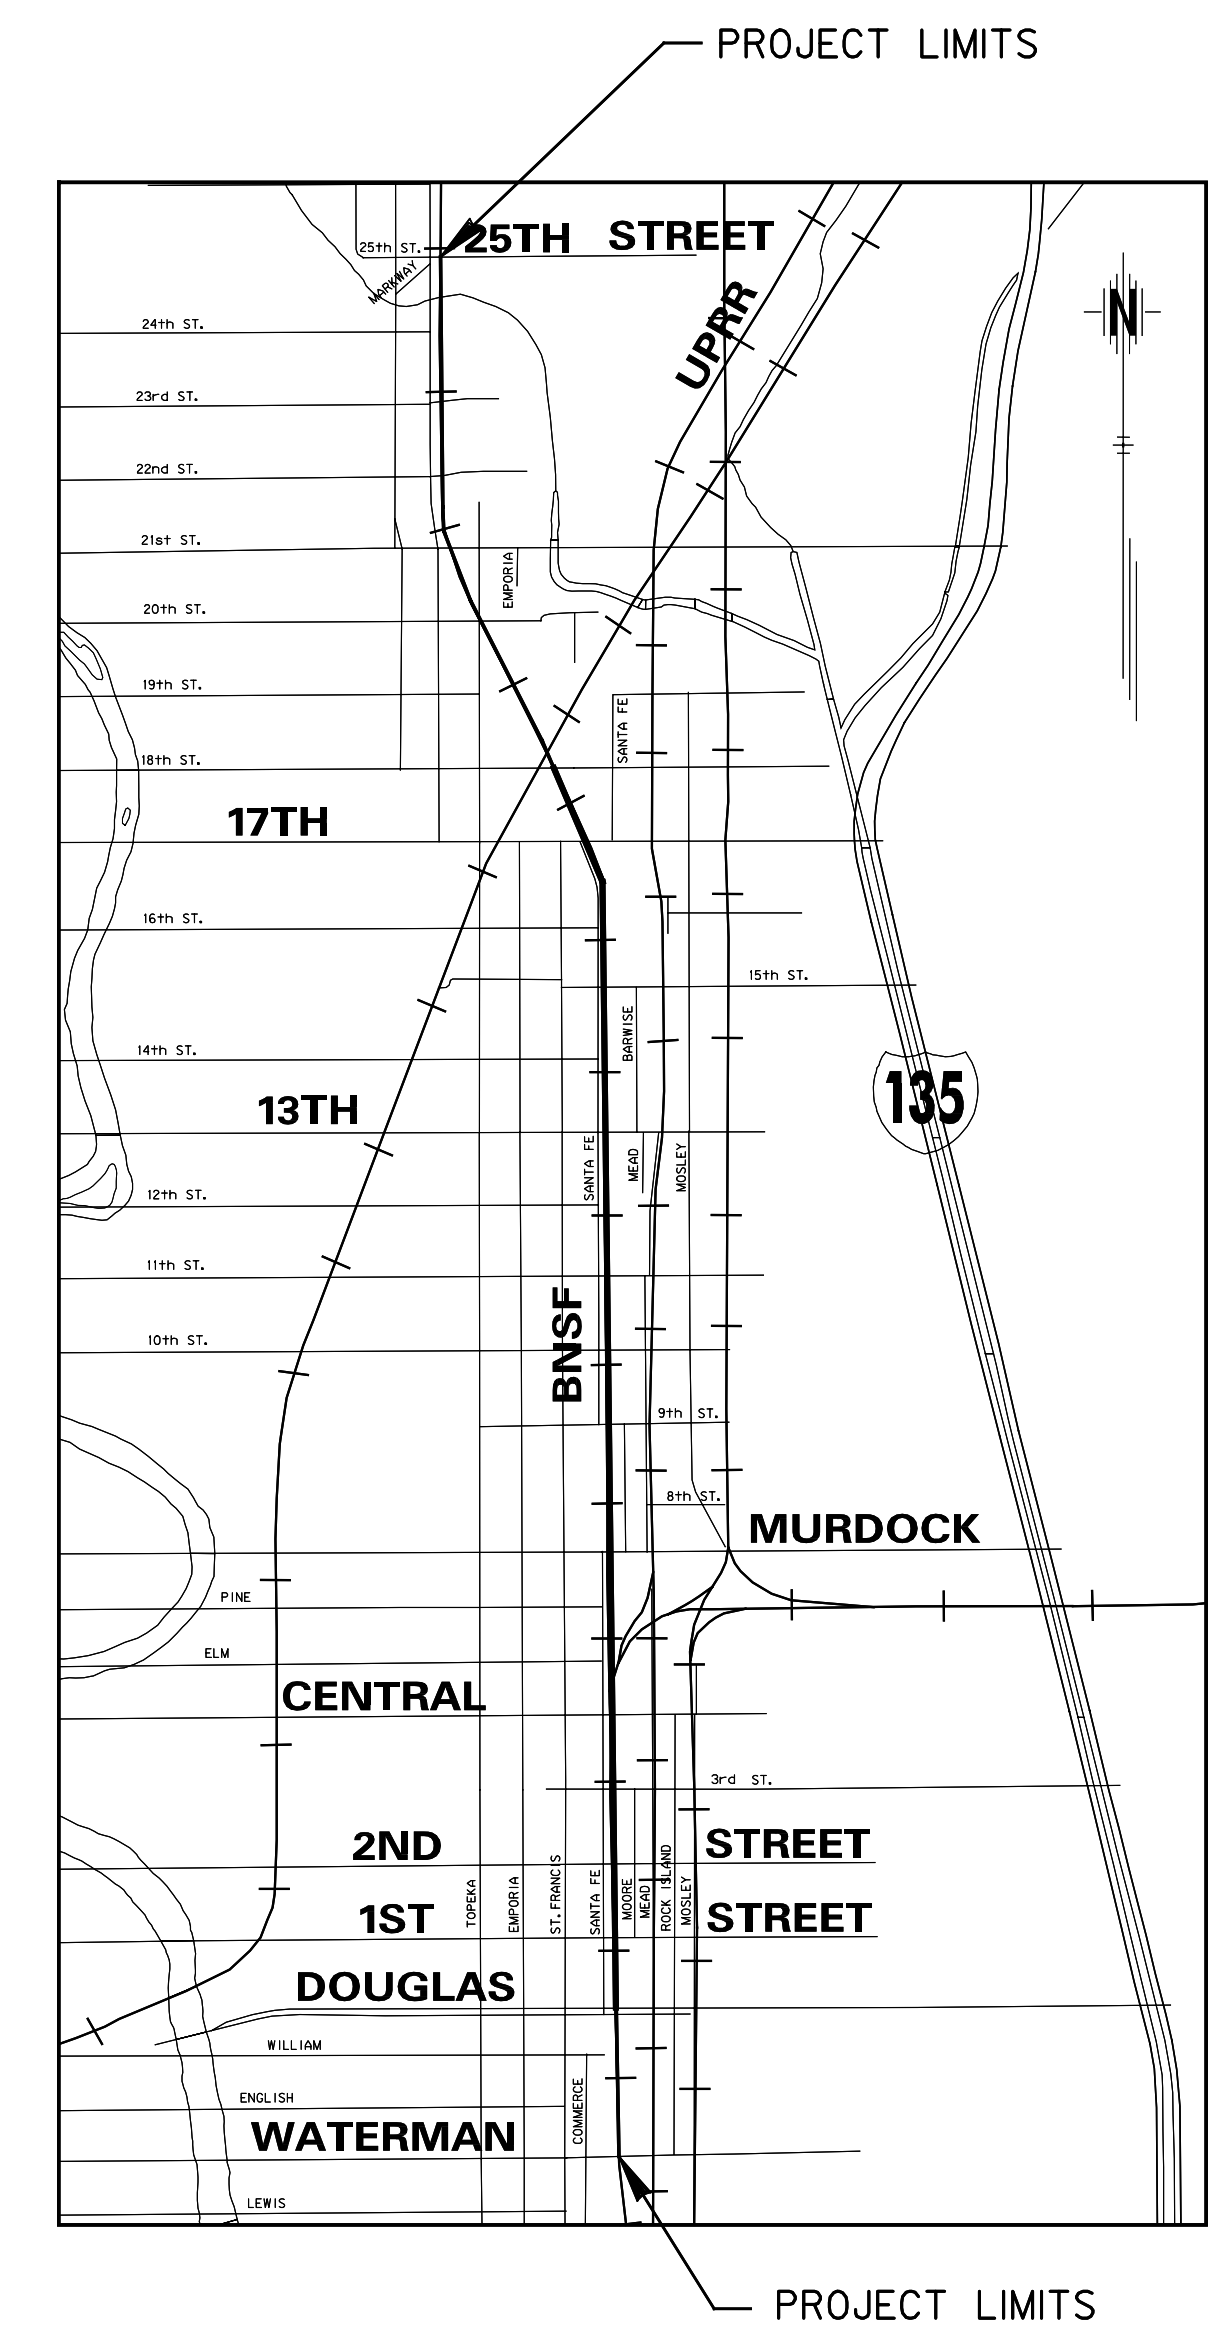 PROJECT LIMITS
25th ST.
25TH STREET
MARKWAY
UPRR
N
24th ST.
23rd ST.
22nd ST.
21st ST.
EMPORIA
20th ST.
19th ST.
SANTA FE
18th ST.
17TH
16th ST.
15th ST.
BARWISE
14th ST.
135
13TH
SANTA FE
MEAD
MOSLEY
12th ST.
11th ST.
BNSF
10th ST.
9th ST.
8th ST.
MURDOCK
PINE
ELM
CENTRAL
3rd ST.
2ND STREET
TOPEKA
EMPORIA
ST. FRANCIS
SANTA FE
MOORE
MEAD
ROCK ISLAND
MOSLEY
1ST STREET
DOUGLAS
WILLIAM
ENGLISH
COMMERCE
WATERMAN
LEWIS
PROJECT LIMITS